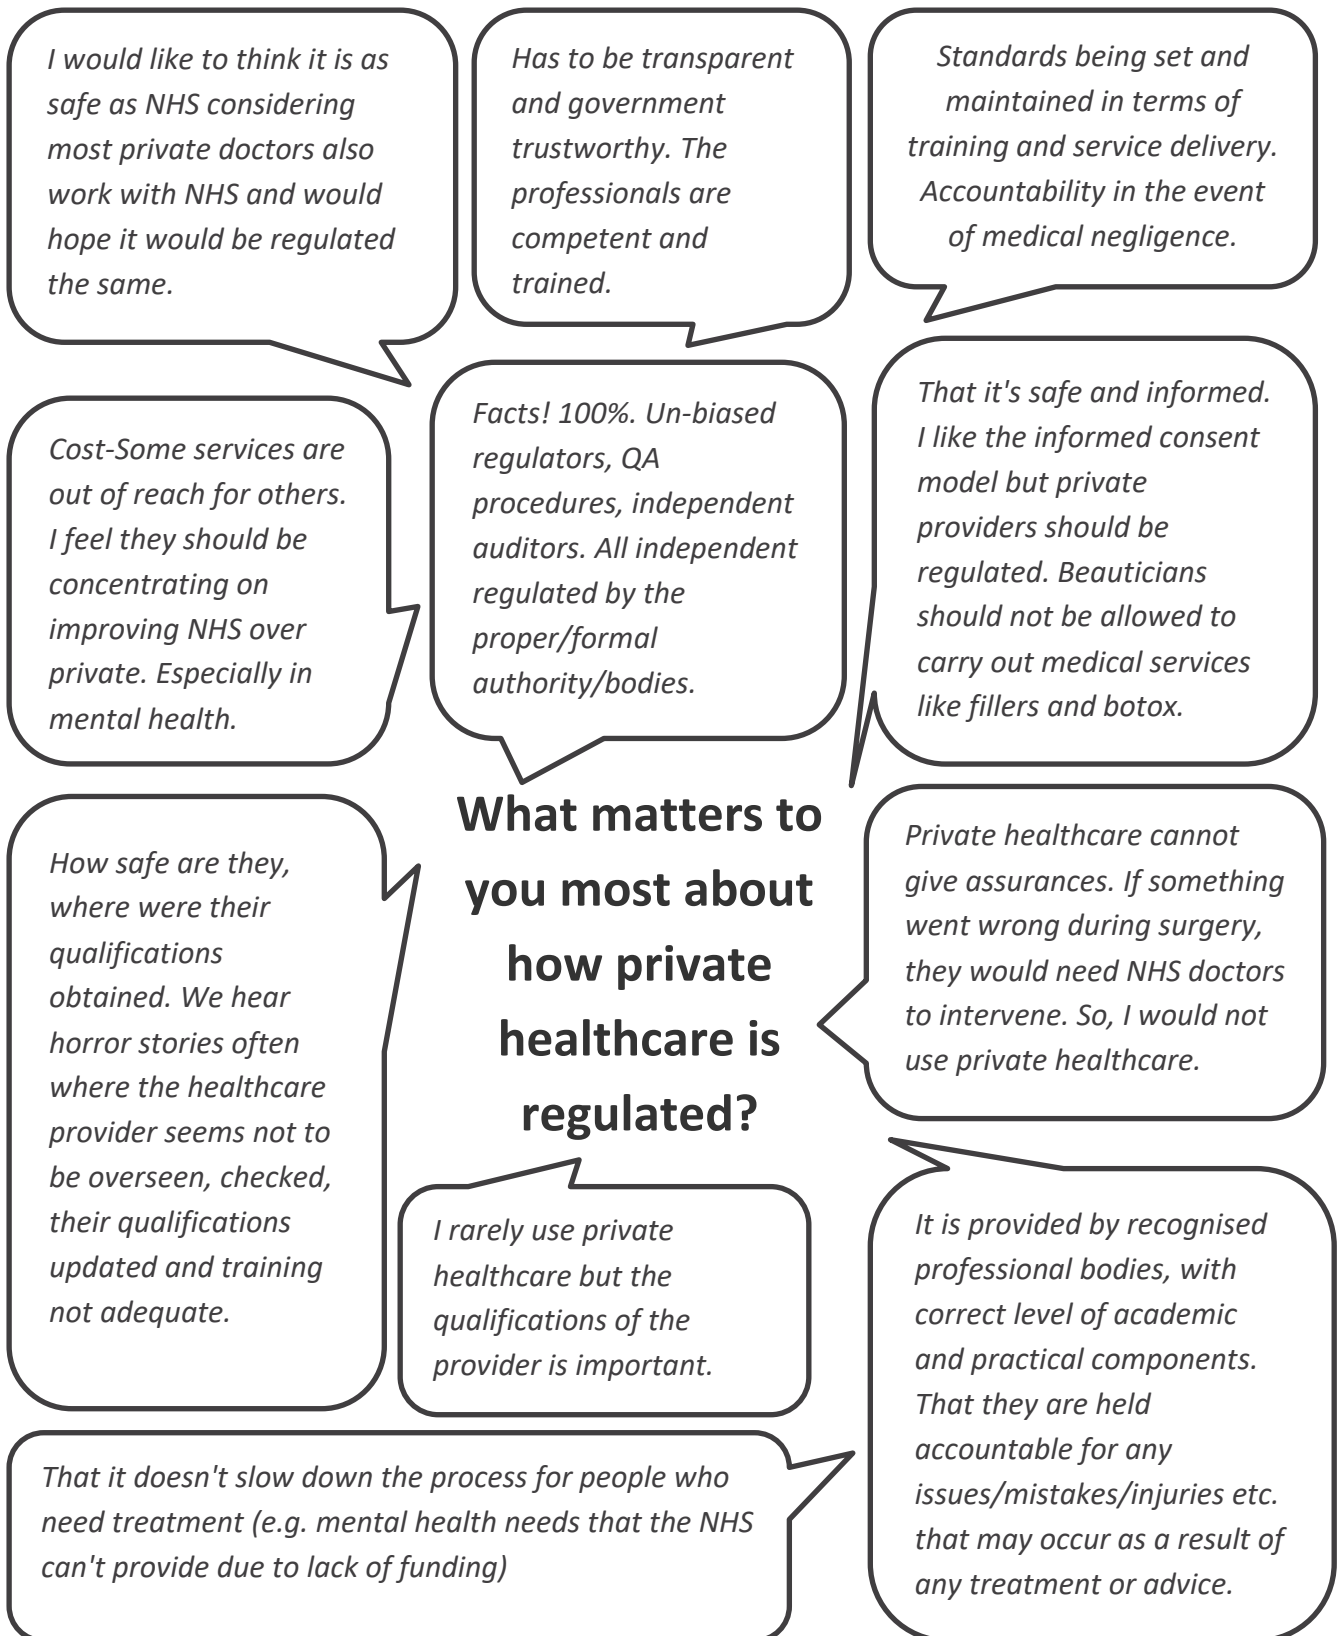 I would like to think it is as
safe as NHS considering
most private doctors also
work with NHS and would
hope it would be regulated
the same.
Has to be transparent
and government
trustworthy. The
professionals are
competent and
trained.
Standards being set and
maintained in terms of
training and service delivery.
Accountability in the event
of medical negligence.
Cost-Some services are
out of reach for others.
I feel they should be
concentrating on
improving NHS over
private. Especially in
mental health.
Facts! 100%. Un-biased
regulators, QA
procedures, independent
auditors. All independent
regulated by the
proper/formal
authority/bodies.
That it's safe and informed.
I like the informed consent
model but private
providers should be
regulated. Beauticians
should not be allowed to
carry out medical services
like fillers and botox.
What matters to
you most about
how private
healthcare is
regulated?
How safe are they,
where were their
qualifications
obtained. We hear
horror stories often
where the healthcare
provider seems not to
be overseen, checked,
their qualifications
updated and training
not adequate.
Private healthcare cannot
give assurances. If something
went wrong during surgery,
they would need NHS doctors
to intervene. So, I would not
use private healthcare.
I rarely use private
healthcare but the
qualifications of the
provider is important.
It is provided by recognised
professional bodies, with
correct level of academic
and practical components.
That they are held
accountable for any
issues/mistakes/injuries etc.
that may occur as a result of
any treatment or advice.
That it doesn't slow down the process for people who
need treatment (e.g. mental health needs that the NHS
can't provide due to lack of funding)